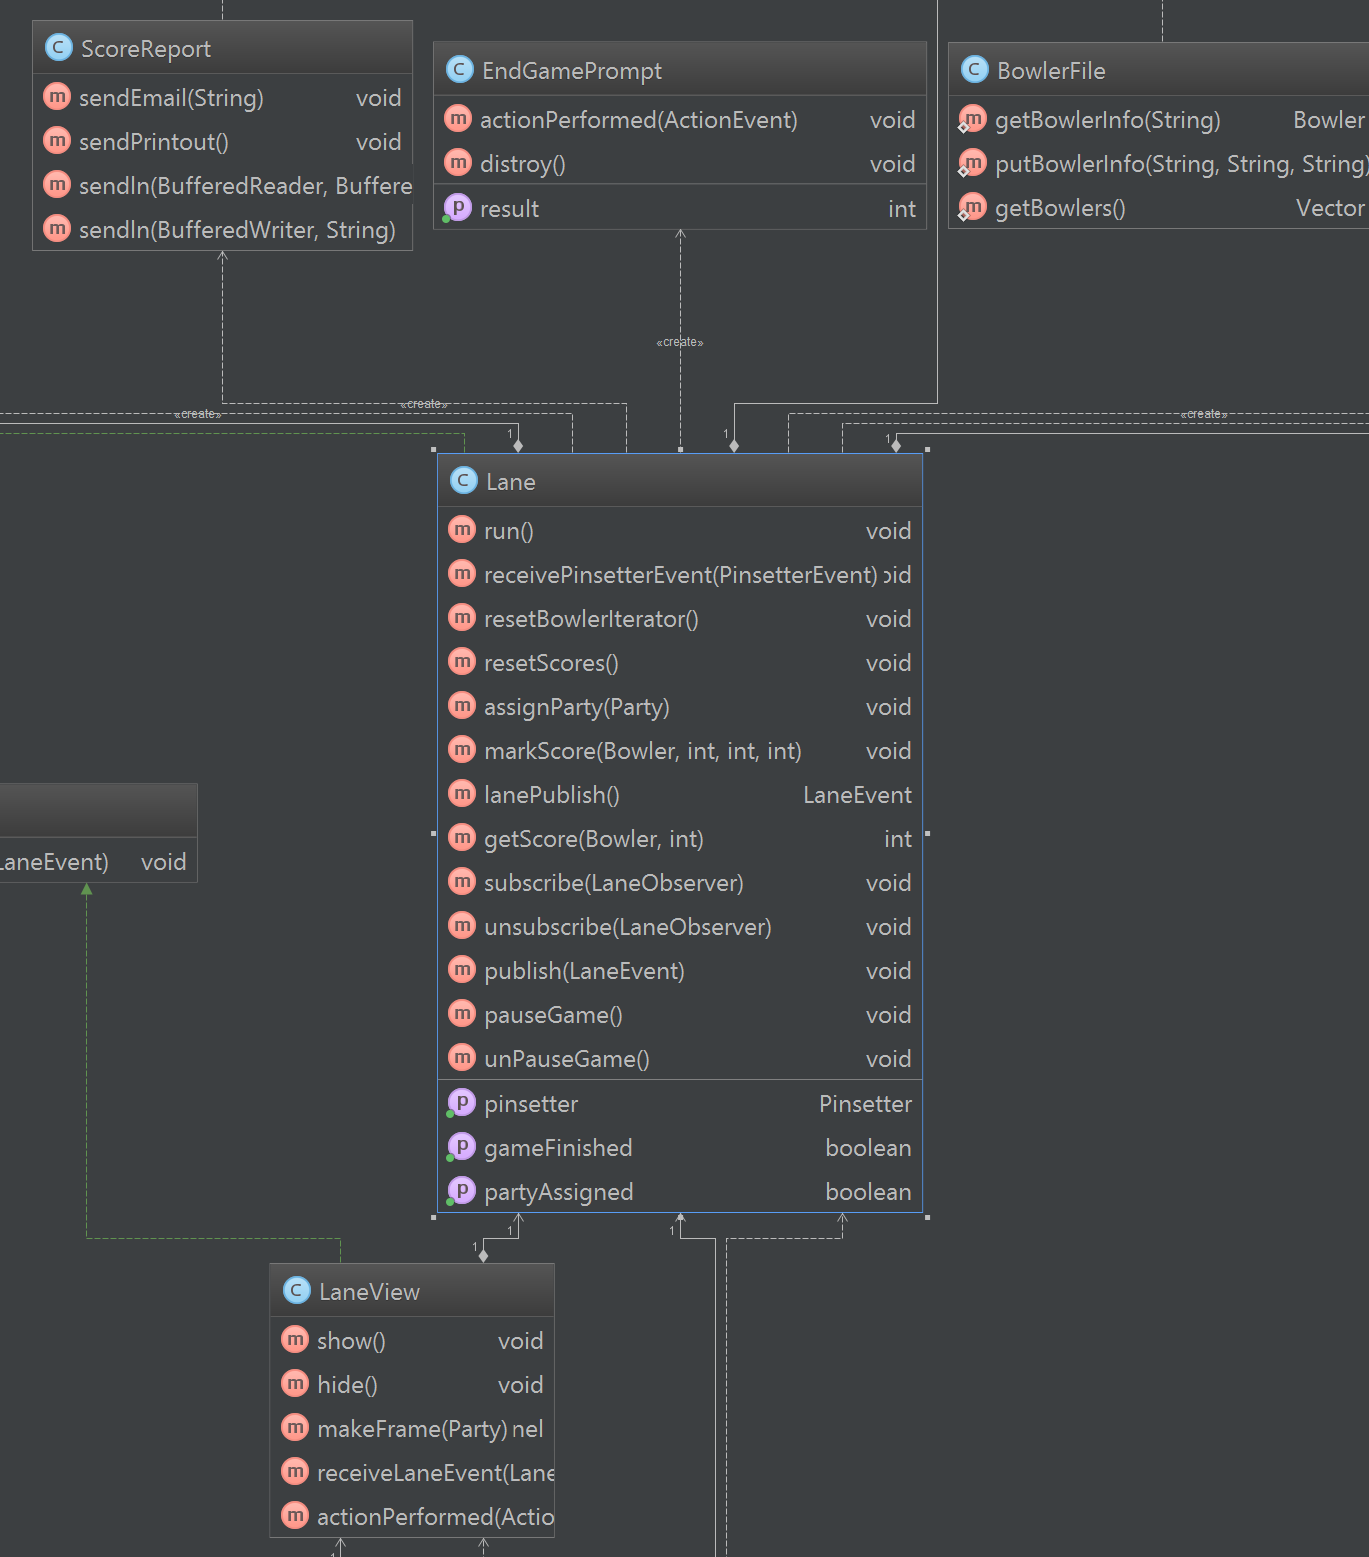 C ScoreReport
m sendEmail(String) void
m sendPrintout() void
m sendln(BufferedReader, Buffere
m sendln(BufferedWriter, String)
C EndGamePrompt
m actionPerformed(ActionEvent) void
m distroy() void
p result int
C BowlerFile
m getBowlerInfo(String) Bowler
m putBowlerInfo(String, String, String)
m getBowlers() Vector
«create»
«create»
«create»
«create»
1
1
1
C Lane
m run() void
m receivePinsetterEvent(PinsetterEvent) oid
m resetBowlerIterator() void
m resetScores() void
m assignParty(Party) void
m markScore(Bowler, int, int, int) void
m lanePublish() LaneEvent
m getScore(Bowler, int) int
m subscribe(LaneObserver) void
m unsubscribe(LaneObserver) void
m publish(LaneEvent) void
m pauseGame() void
m unPauseGame() void
p pinsetter Pinsetter
p gameFinished boolean
p partyAssigned boolean
LaneEvent) void
1
1
1
C LaneView
m show() void
m hide() void
m makeFrame(Party) nel
m receiveLaneEvent(Lane
m actionPerformed(Actio
1